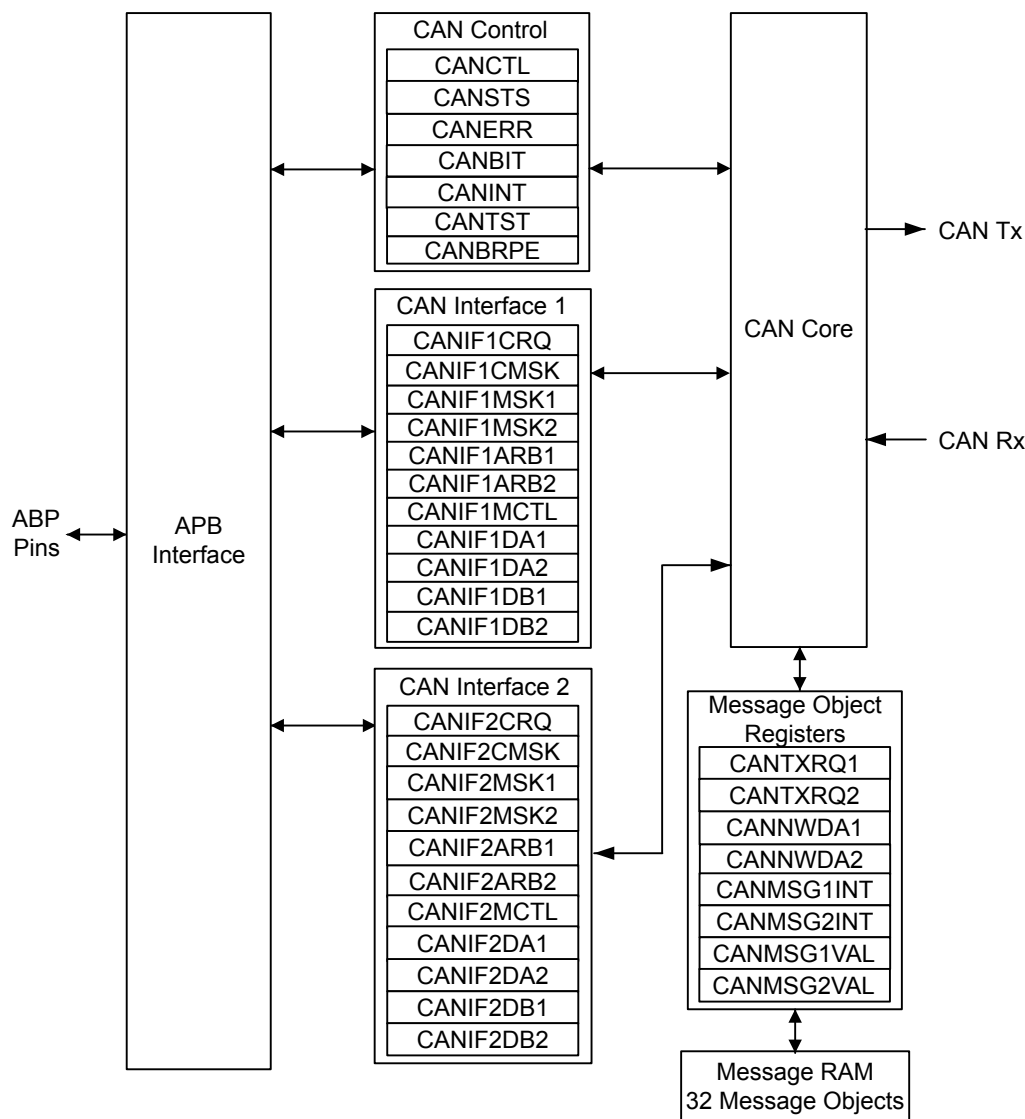 ABP
Pins
APB
Interface
CAN Control
CANCTL
CANSTS
CANERR
CANBIT
CANINT
CANTST
CANBRPE
CAN Interface 1
CANIF1CRQ
CANIF1CMSK
CANIF1MSK1
CANIF1MSK2
CANIF1ARB1
CANIF1ARB2
CANIF1MCTL
CANIF1DA1
CANIF1DA2
CANIF1DB1
CANIF1DB2
CAN Interface 2
CANIF2CRQ
CANIF2CMSK
CANIF2MSK1
CANIF2MSK2
CANIF2ARB1
CANIF2ARB2
CANIF2MCTL
CANIF2DA1
CANIF2DA2
CANIF2DB1
CANIF2DB2
CAN Core
CAN Tx
CAN Rx
Message Object
Registers
CANTXRQ1
CANTXRQ2
CANNWDA1
CANNWDA2
CANMSG1INT
CANMSG2INT
CANMSG1VAL
CANMSG2VAL
Message RAM
32 Message Objects